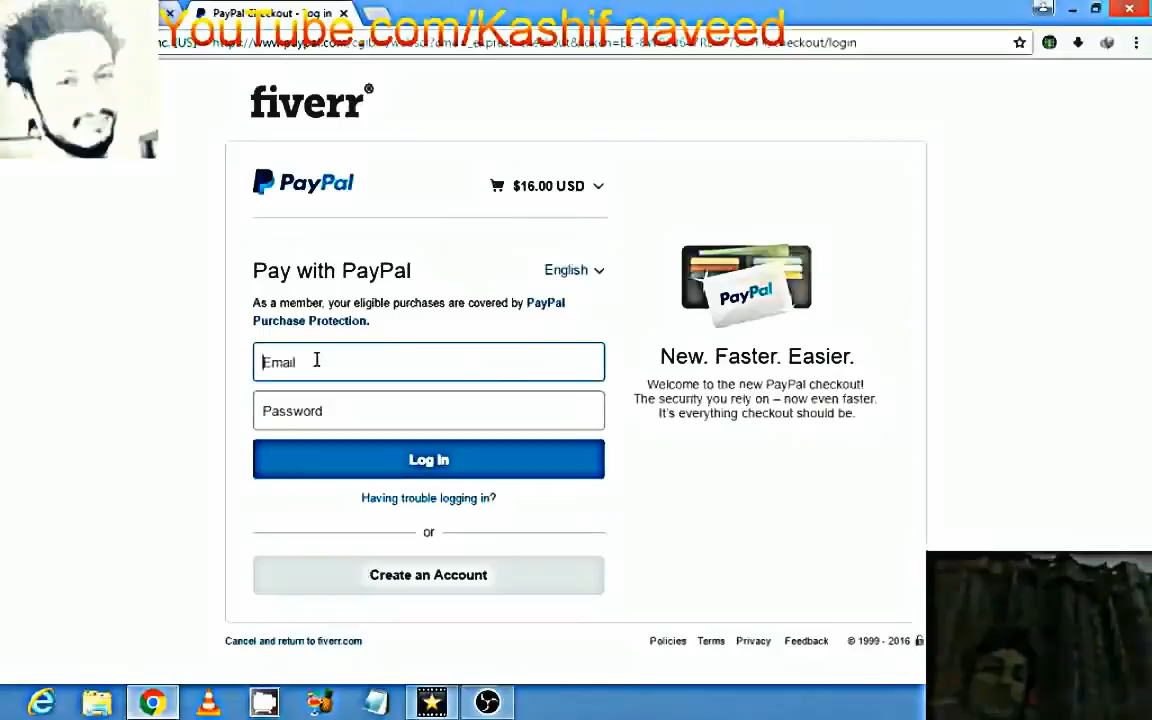 PayPal Checkout - Log in
YouTube com/Kashif naveed
eckout/login
fiverr®
PayPal
$16.00 USD
Pay with PayPal
English
As a member, your eligible purchases are covered by PayPal
Purchase Protection.
Email
Password
Log In
Having trouble logging in?
or
Create an Account
PayPal
New. Faster. Easier.
Welcome to the new PayPal checkout!
The security you rely on – now even faster.
It's everything checkout should be.
Cancel and return to fiverr.com
Policies Terms Privacy Feedback © 1999 - 2016